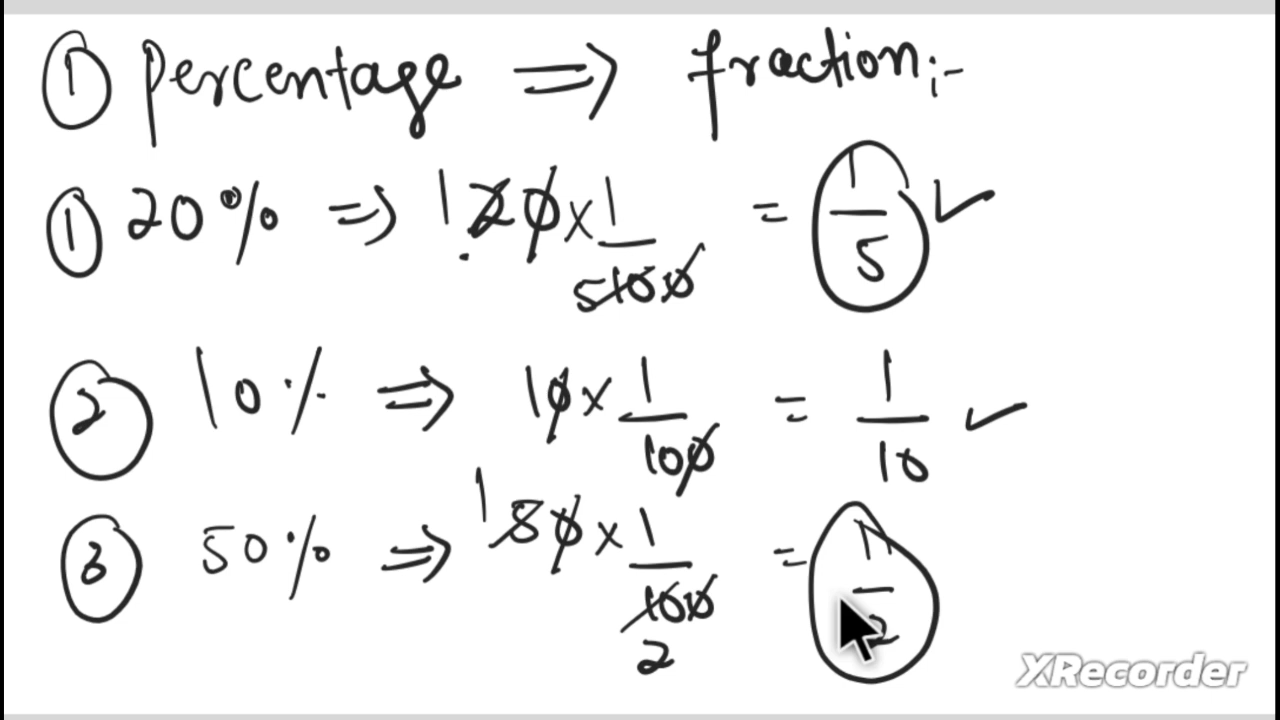 ① Percentage ⇒ fraction:-
① 20% ⇒ 1 20 × 1/5 100 = 1/5 ✓
② 10% ⇒ 10 × 1/100 = 1/10 ✓
③ 50% ⇒ 1 50 × 1/100 2 = 1/2
XRecorder